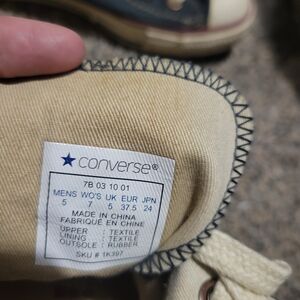 ★ CONVERSE®
7B 03 10 01
MENS WO'S UK EUR JPN
5 7 5 37.5 24
MADE IN CHINA
FABRIQUÉ EN CHINE
UPPER : TEXTILE
LINING : TEXTILE
OUTSOLE : RUBBER
SKU # 1K397